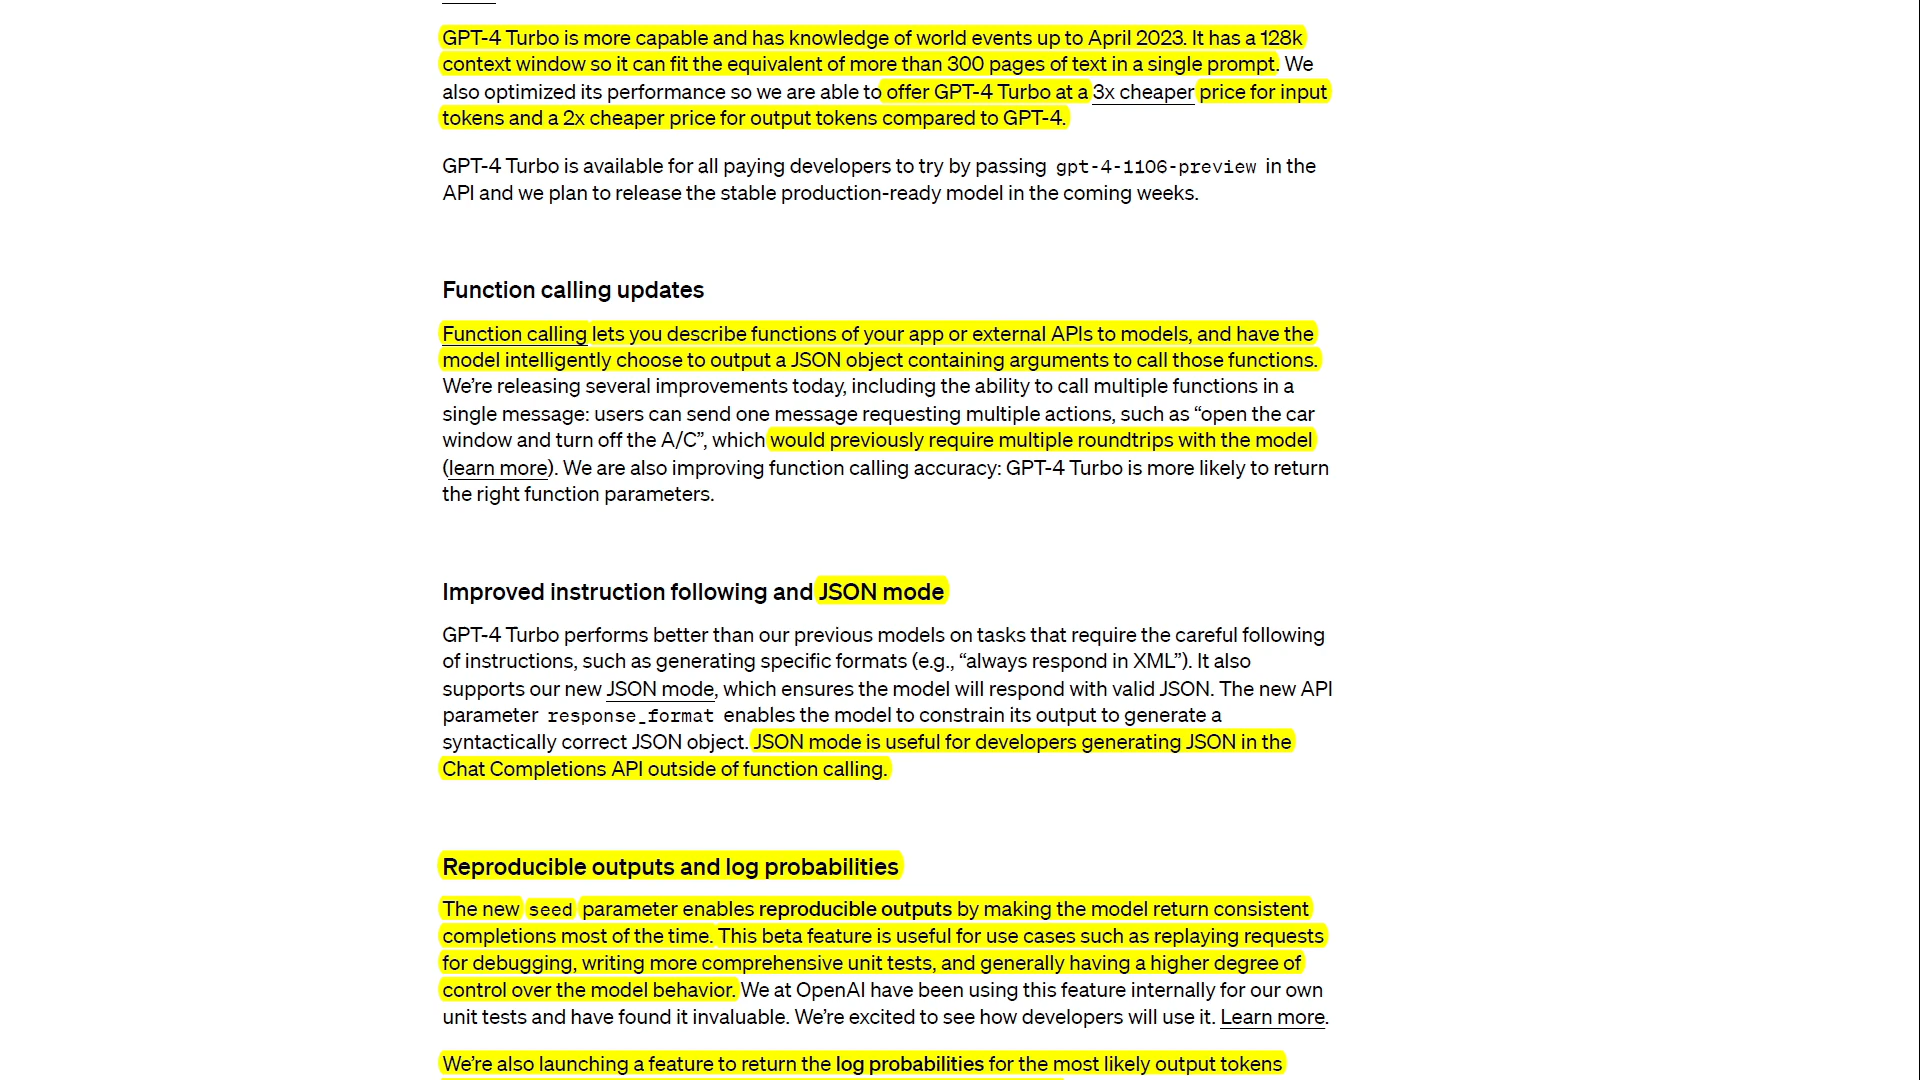 GPT-4 Turbo is more capable and has knowledge of world events up to April 2023. It has a 128k
context window so it can fit the equivalent of more than 300 pages of text in a single prompt. We
also optimized its performance so we are able to offer GPT-4 Turbo at a 3x cheaper price for input
tokens and a 2x cheaper price for output tokens compared to GPT-4.
GPT-4 Turbo is available for all paying developers to try by passing gpt-4-1106-preview in the
API and we plan to release the stable production-ready model in the coming weeks.
Function calling updates
Function calling lets you describe functions of your app or external APIs to models, and have the
model intelligently choose to output a JSON object containing arguments to call those functions.
We’re releasing several improvements today, including the ability to call multiple functions in a
single message: users can send one message requesting multiple actions, such as “open the car
window and turn off the A/C”, which would previously require multiple roundtrips with the model
(learn more). We are also improving function calling accuracy: GPT-4 Turbo is more likely to return
the right function parameters.
Improved instruction following and JSON mode
GPT-4 Turbo performs better than our previous models on tasks that require the careful following
of instructions, such as generating specific formats (e.g., “always respond in XML”). It also
supports our new JSON mode, which ensures the model will respond with valid JSON. The new API
parameter response_format enables the model to constrain its output to generate a
syntactically correct JSON object. JSON mode is useful for developers generating JSON in the
Chat Completions API outside of function calling.
Reproducible outputs and log probabilities
The new seed parameter enables reproducible outputs by making the model return consistent
completions most of the time. This beta feature is useful for use cases such as replaying requests
for debugging, writing more comprehensive unit tests, and generally having a higher degree of
control over the model behavior. We at OpenAI have been using this feature internally for our own
unit tests and have found it invaluable. We’re excited to see how developers will use it. Learn more.
We’re also launching a feature to return the log probabilities for the most likely output tokens